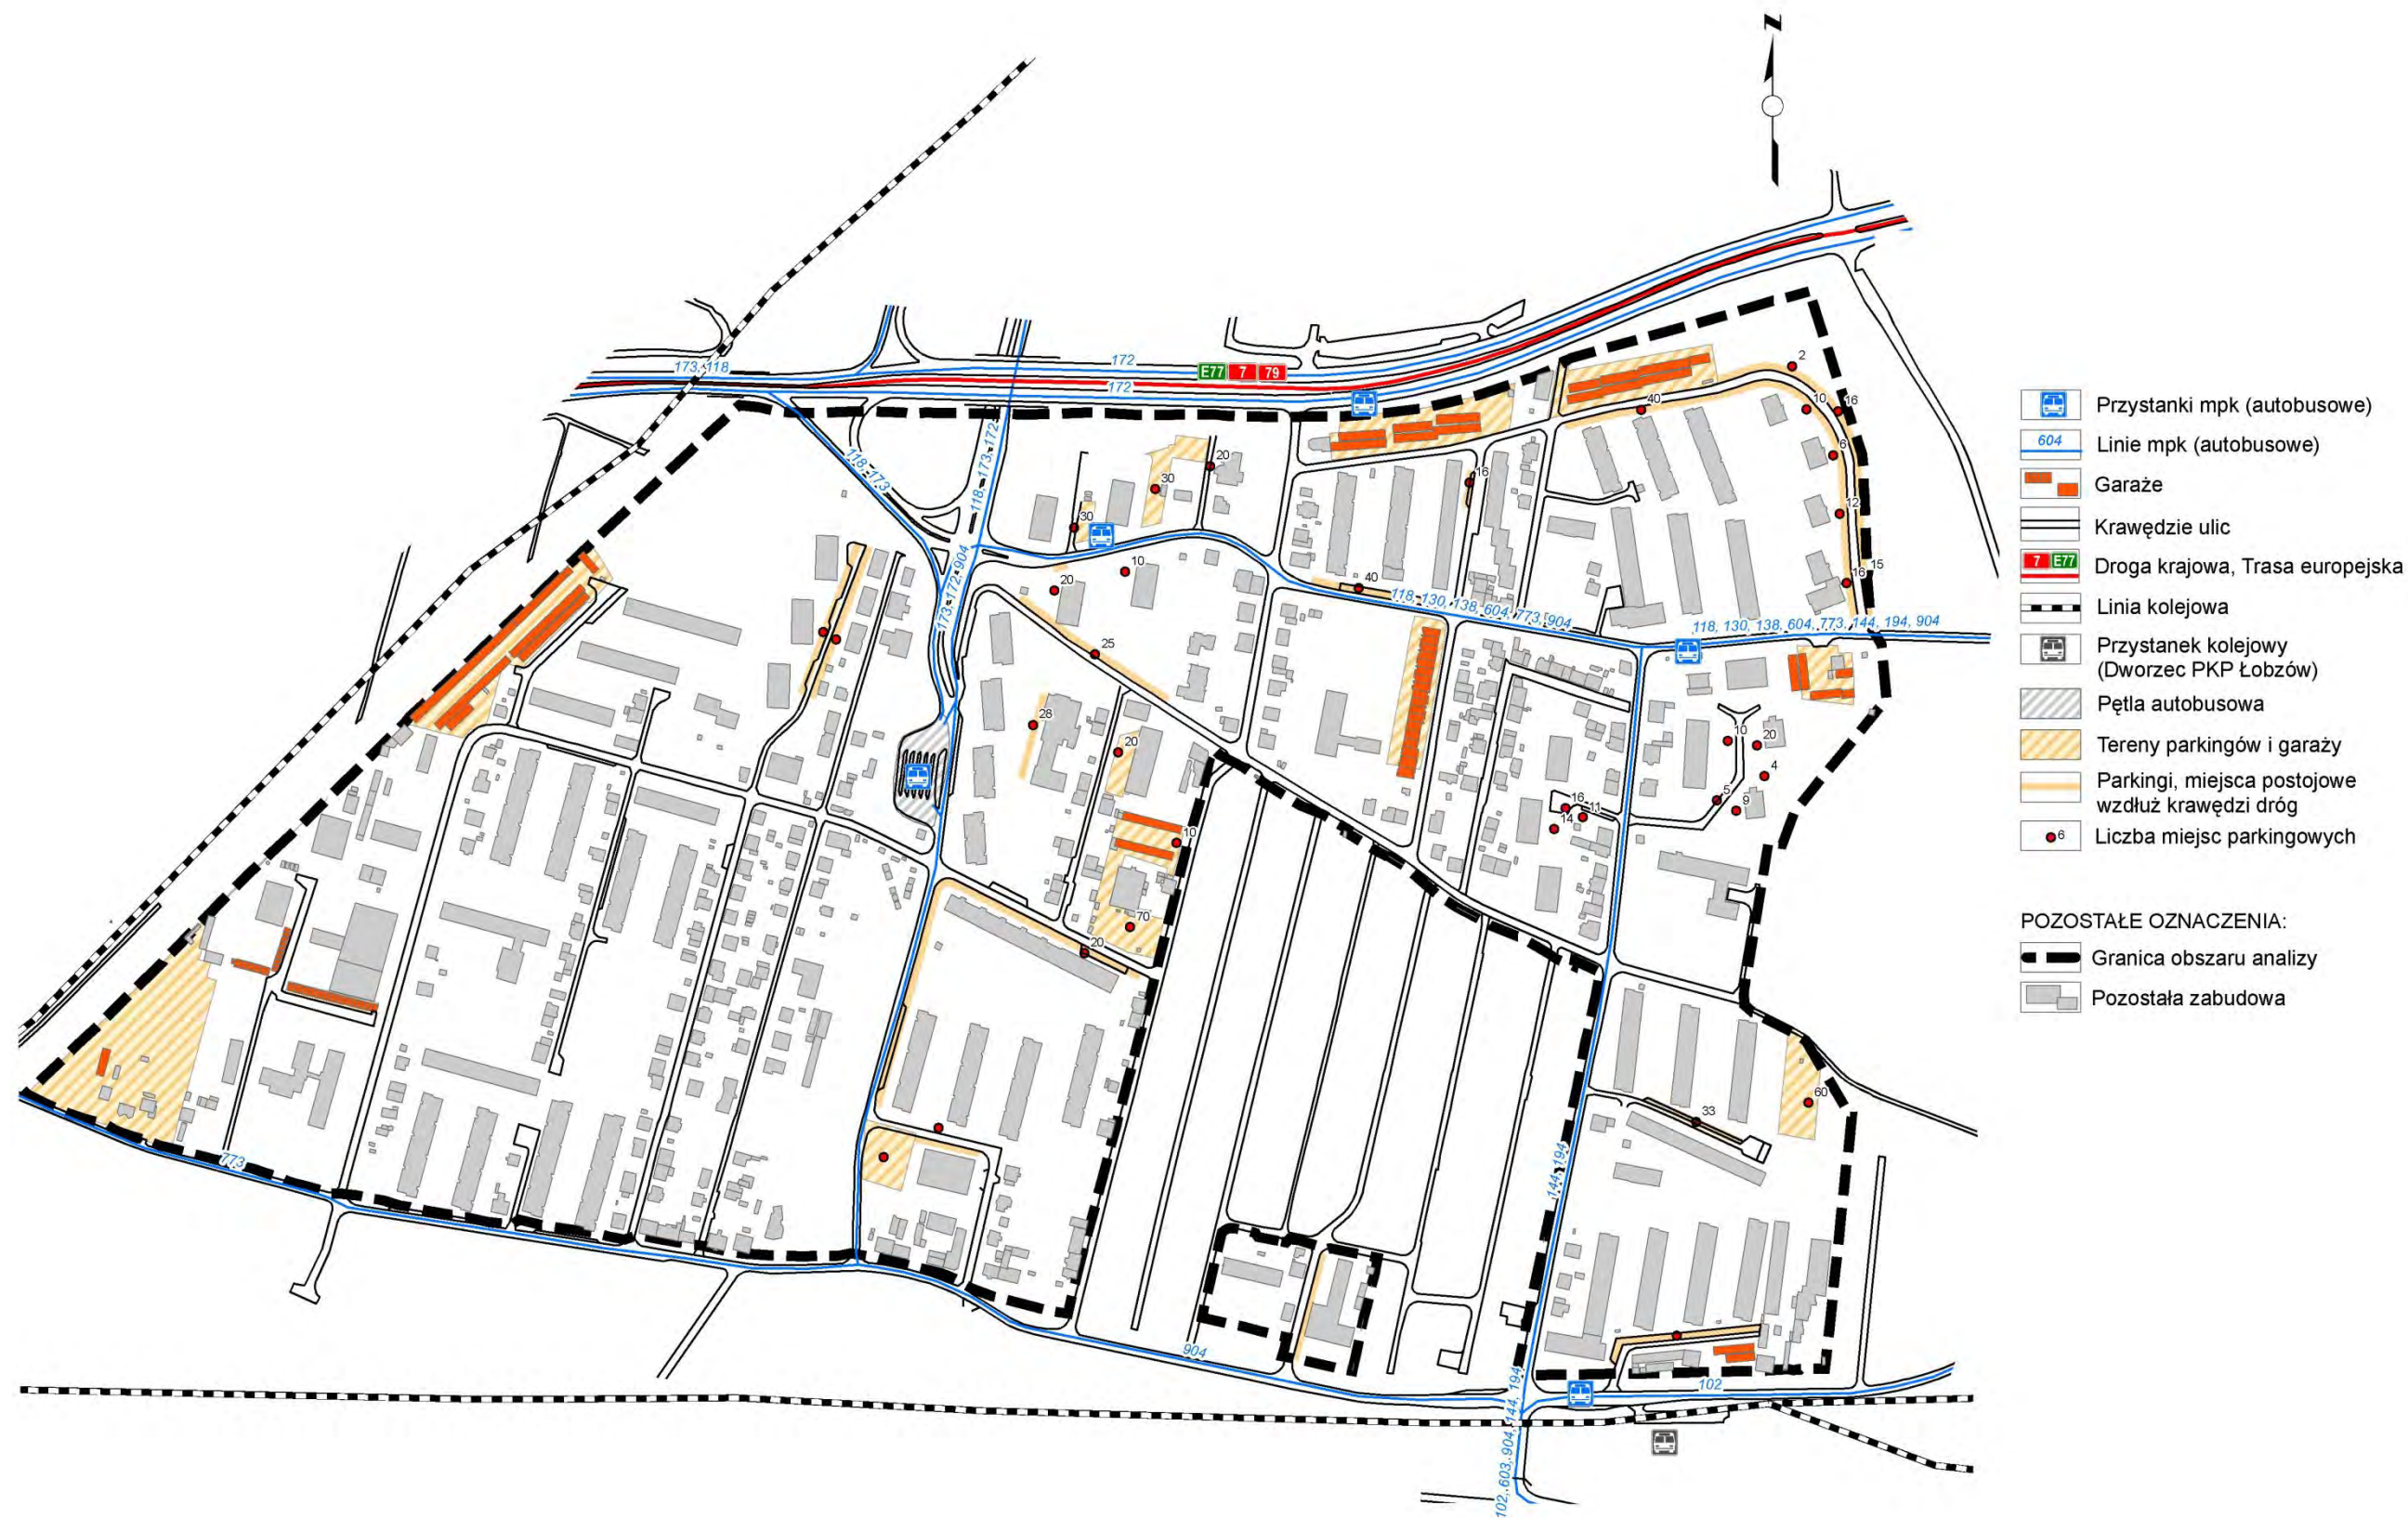 N
173, 118
172
E77 7 79
172
2
40
10
16
118, 173
118, 173, 172
20
30
16
6
30
12
173, 172, 904
10
20
40
118, 130, 138, 604, 773, 904
16
15
118, 130, 138, 604, 773, 144, 194, 904
25
28
20
10
20
4
5
9
16
11
14
10
70
20
60
33
144, 194
773
904
144, 194
102
102, 603, 904, 144, 194
Przystanki mpk (autobusowe)
604
Linie mpk (autobusowe)
Garaże
Krawędzie ulic
7 E77
Droga krajowa, Trasa europejska
Linia kolejowa
Przystanek kolejowy
(Dworzec PKP Łobzów)
Pętla autobusowa
Tereny parkingów i garaży
Parkingi, miejsca postojowe
wzdłuż krawędzi dróg
6
Liczba miejsc parkingowych
POZOSTAŁE OZNACZENIA:
Granica obszaru analizy
Pozostała zabudowa